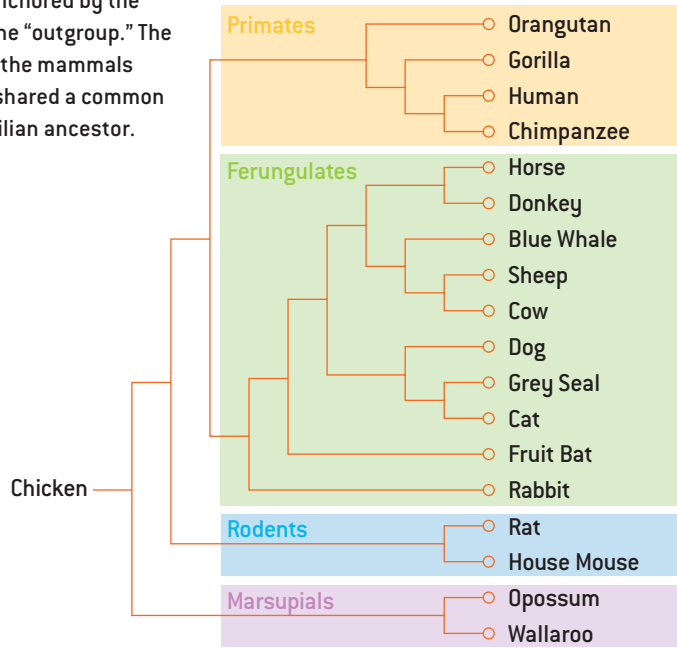 nchored by the
ne “outgroup.” The
the mammals
shared a common
ilian ancestor.
Primates
Orangutan
Gorilla
Human
Chimpanzee
Ferungulates
Horse
Donkey
Blue Whale
Sheep
Cow
Dog
Grey Seal
Cat
Fruit Bat
Rabbit
Chicken
Rodents
Rat
House Mouse
Marsupials
Opossum
Wallaroo